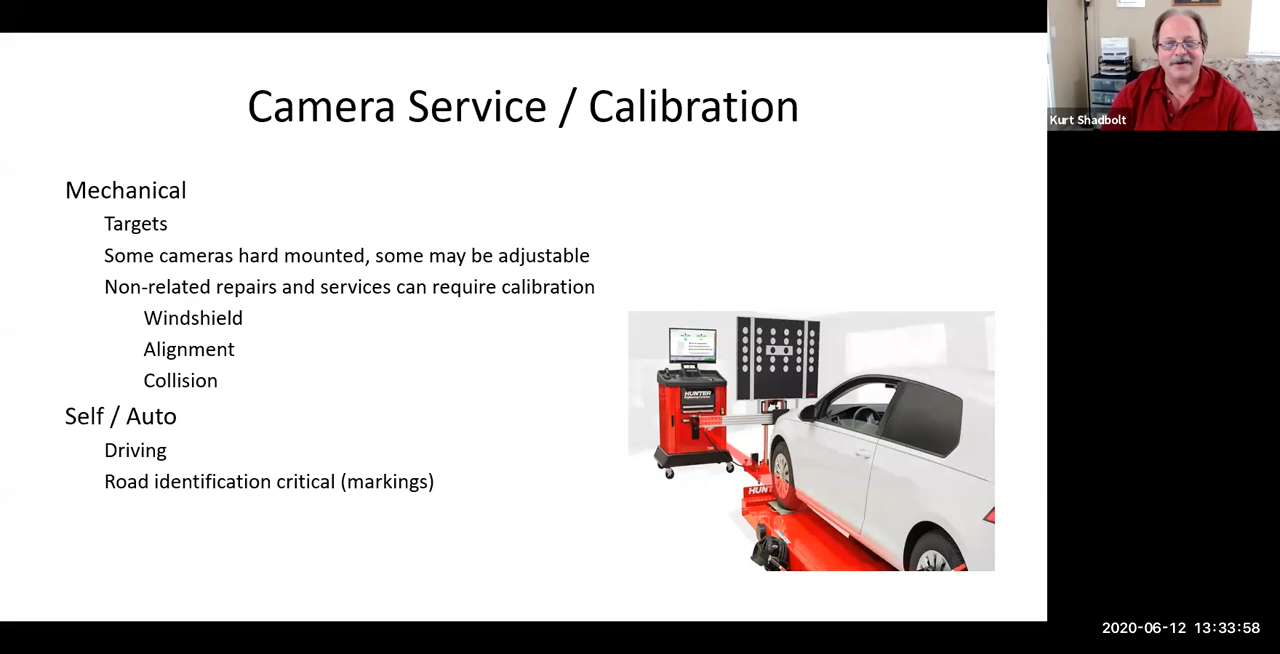 Camera Service / Calibration
Kurt Shadbolt
Mechanical
Targets
Some cameras hard mounted, some may be adjustable
Non-related repairs and services can require calibration
Windshield
Alignment
Collision
Self / Auto
Driving
Road identification critical (markings)
HUNTER
HUNT
2020-06-12 13:33:58